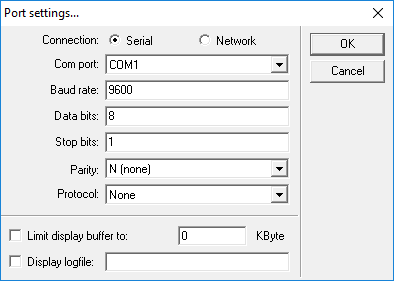 Port settings...
Connection: Serial Network
OK
Com port: COM1
Cancel
Baud rate: 9600
Data bits: 8
Stop bits: 1
Parity: N (none)
Protocol: None
Limit display buffer to: 0 KByte
Display logfile: